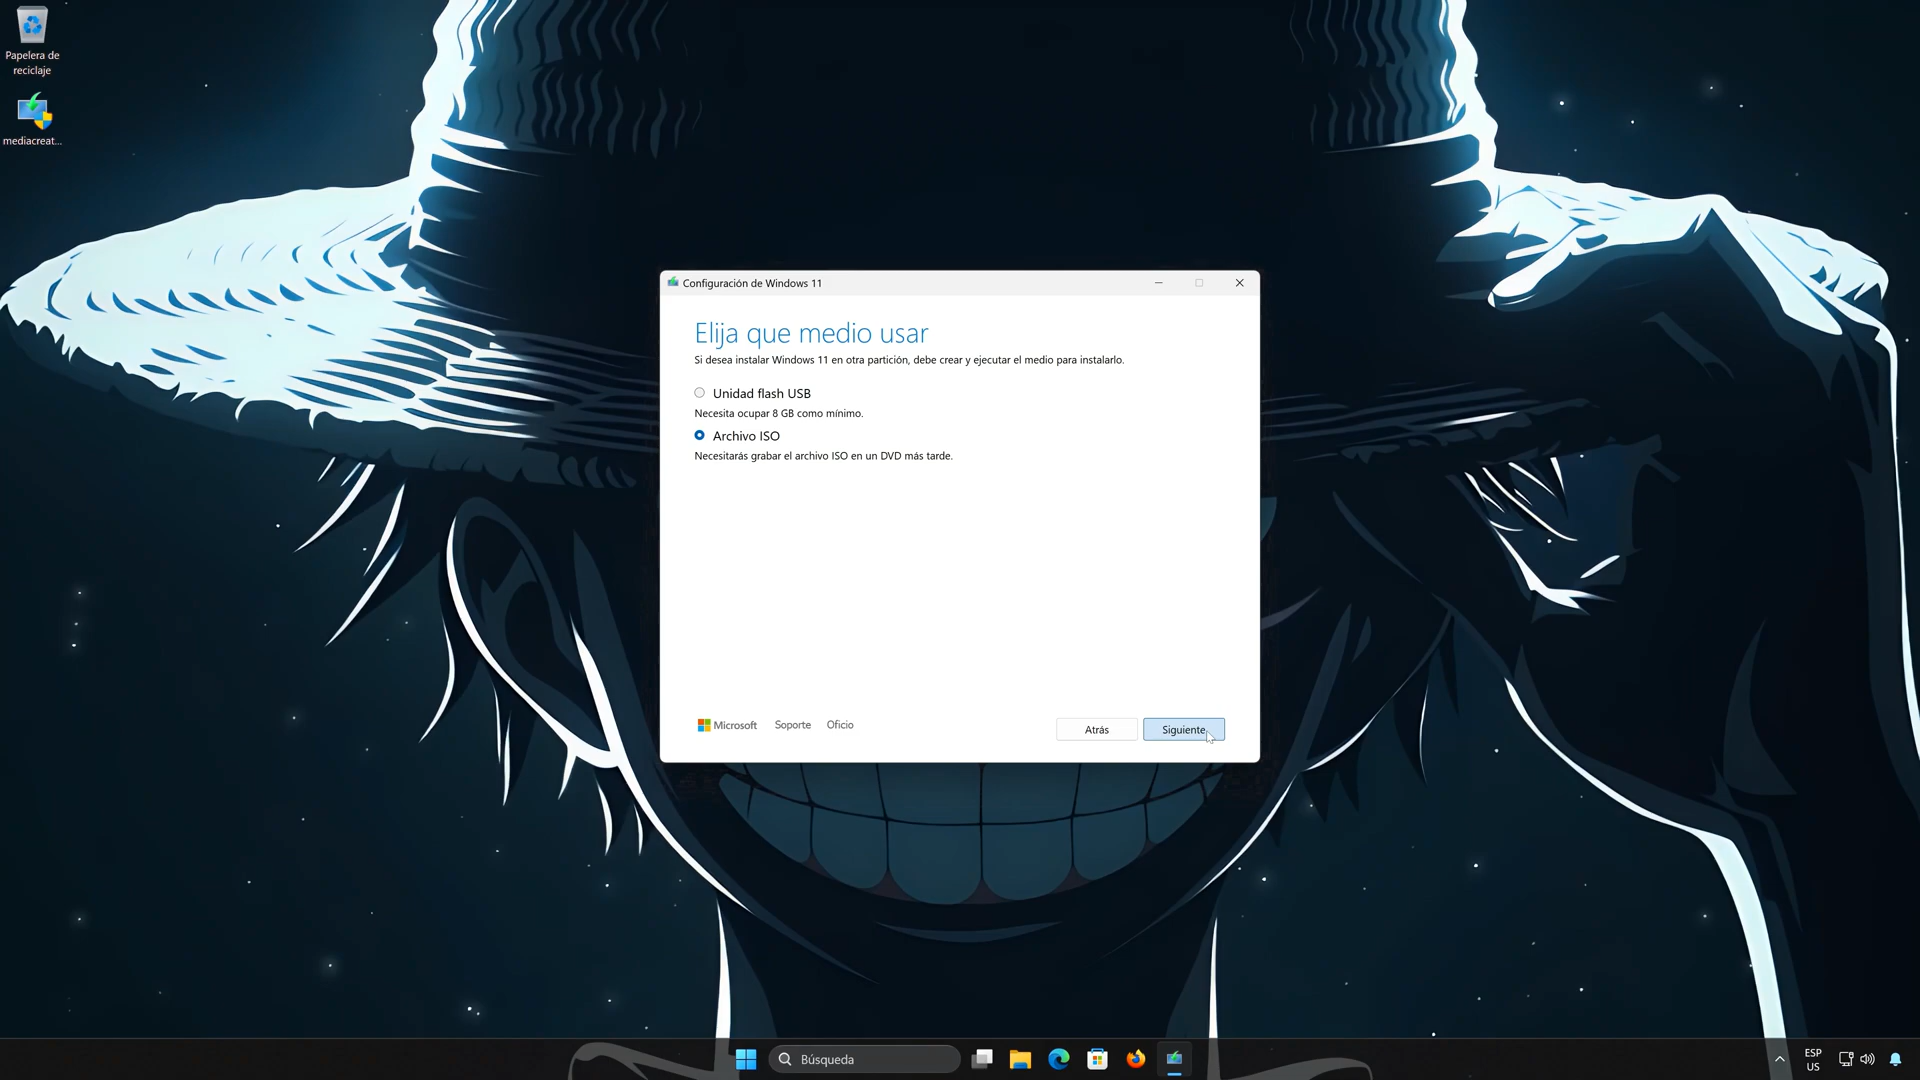 Papelera de
reciclaje
mediacreat...
Configuración de Windows 11
Elija que medio usar
Si desea instalar Windows 11 en otra partición, debe crear y ejecutar el medio para instalarlo.
Unidad flash USB
Necesita ocupar 8 GB como mínimo.
Archivo ISO
Necesitarás grabar el archivo ISO en un DVD más tarde.
Microsoft Soporte Oficio Atrás Siguiente
Búsqueda
ESP
US